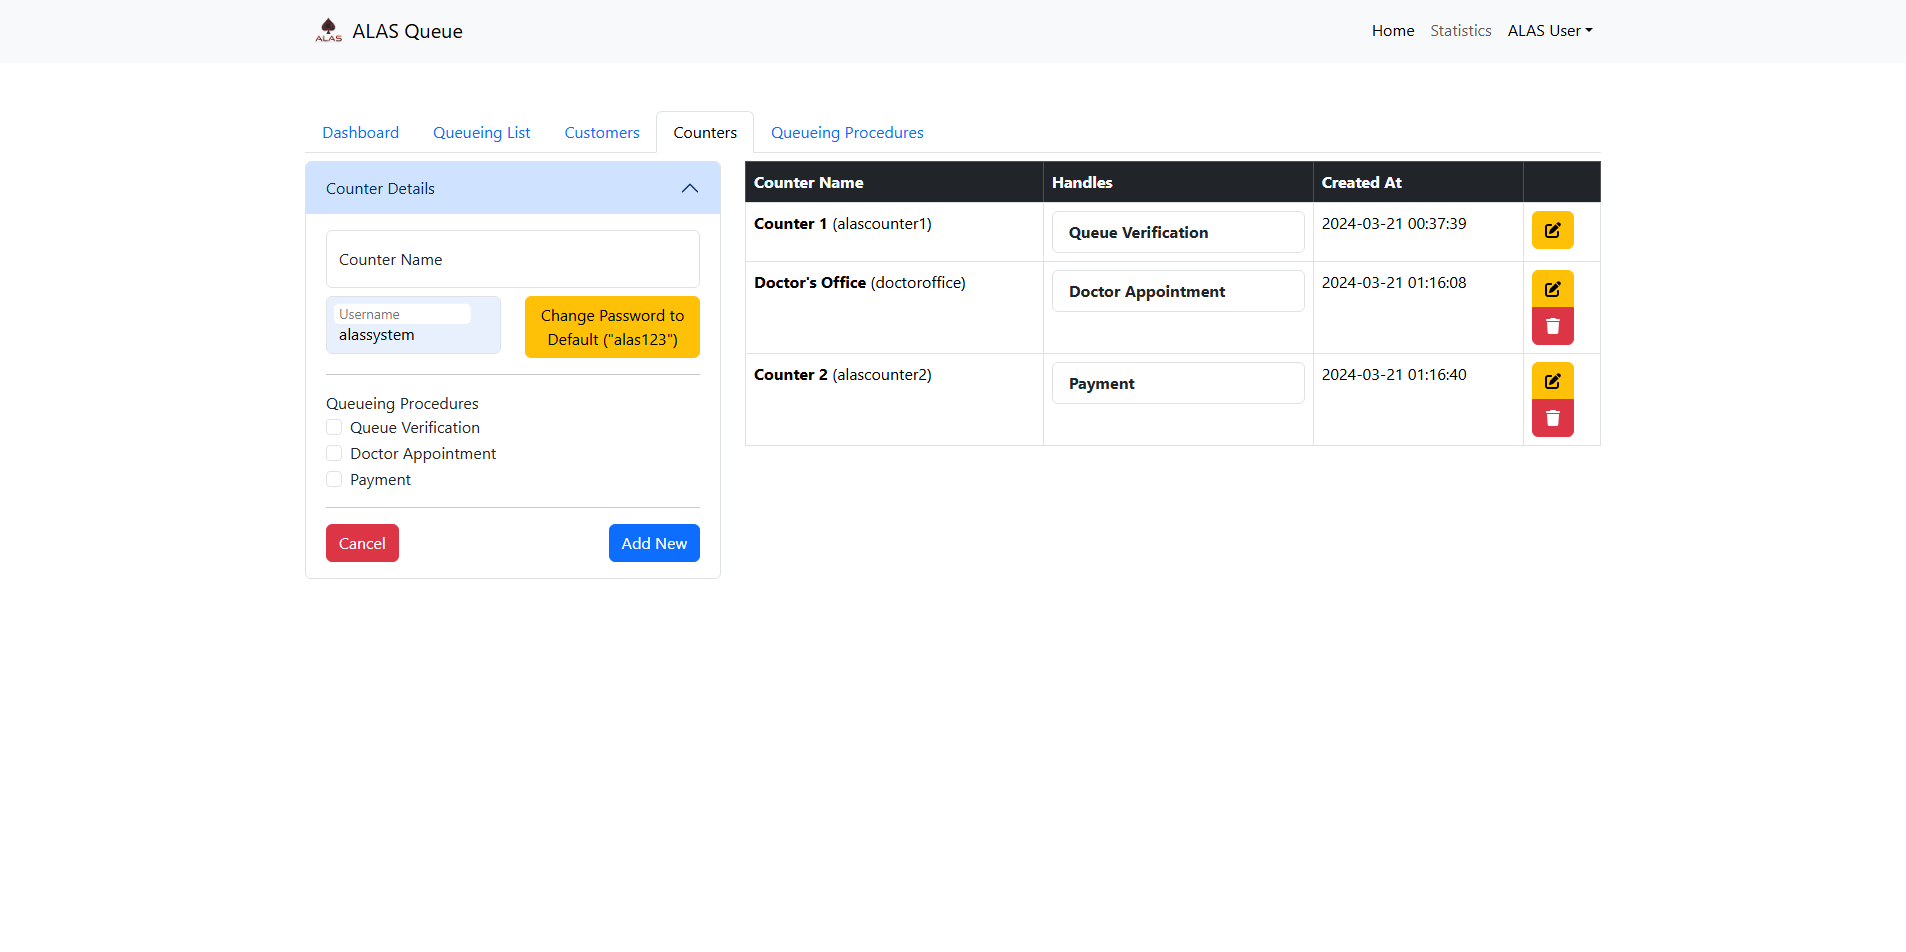 ALAS
ALAS Queue
Home
Statistics
ALAS User
Dashboard
Queueing List
Customers
Counters
Queueing Procedures
Counter Details
Counter Name
Username
alassystem
Change Password to
Default ("alas123")
Queueing Procedures
Queue Verification
Doctor Appointment
Payment
Cancel
Add New
Counter Name
Handles
Created At
Counter 1 (alascounter1)
Queue Verification
2024-03-21 00:37:39
Doctor's Office (doctoroffice)
Doctor Appointment
2024-03-21 01:16:08
Counter 2 (alascounter2)
Payment
2024-03-21 01:16:40